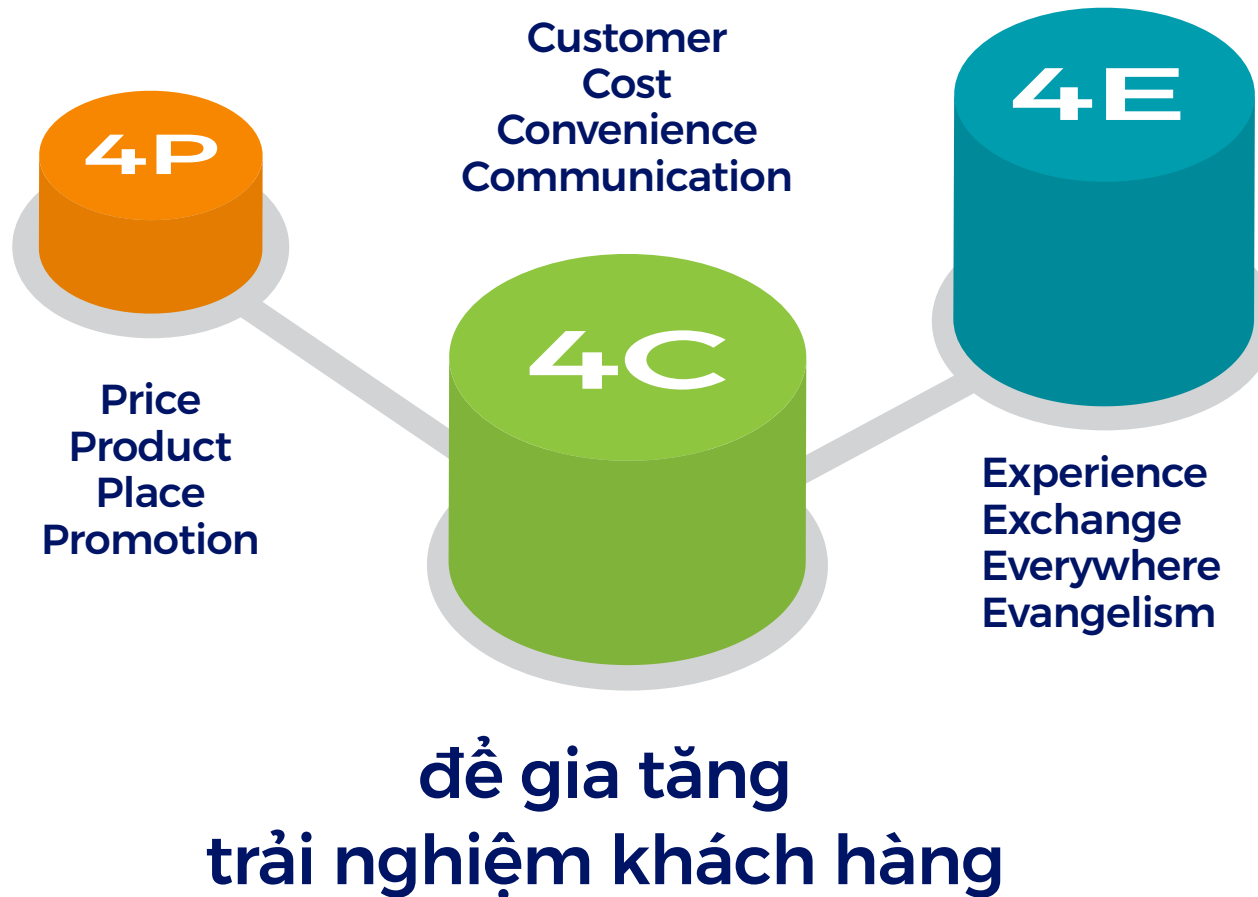 4P
Price
Product
Place
Promotion
Customer
Cost
Convenience
Communication
4C
4E
Experience
Exchange
Everywhere
Evangelism
để gia tăng
trải nghiệm khách hàng